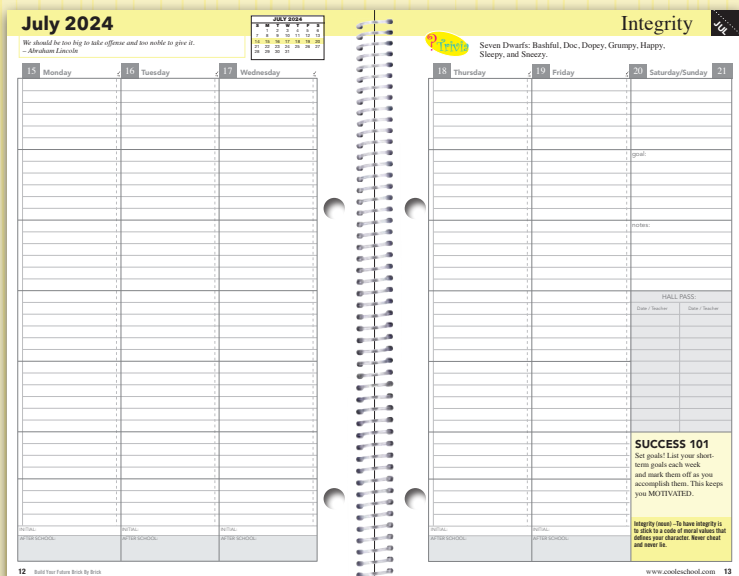 July 2024
We should be too big to take offense and too noble to give it.
– Abraham Lincoln
JULY 2024
S M T W T F S
1 2 3 4 5 6
7 8 9 10 11 12 13
14 15 16 17 18 19 20
21 22 23 24 25 26 27
28 29 30 31
15 Monday
16 Tuesday
17 Wednesday
INITIAL: INITIAL: INITIAL:
AFTER SCHOOL: AFTER SCHOOL: AFTER SCHOOL:
12 Build Your Future Brick By Brick
Integrity
JUL
Trivia
Seven Dwarfs: Bashful, Doc, Dopey, Grumpy, Happy,
Sleepy, and Sneezy.
18 Thursday
19 Friday
20 Saturday/Sunday 21
goal:
notes:
HALL PASS:
Date / Teacher Date / Teacher
SUCCESS 101
Set goals! List your short-
term goals each week
and mark them off as you
accomplish them. This keeps
you MOTIVATED.
Integrity (noun) –To have integrity is
to stick to a code of moral values that
defines your character. Never cheat
and never lie.
INITIAL: INITIAL:
AFTER SCHOOL: AFTER SCHOOL:
www.cooleschool.com 13